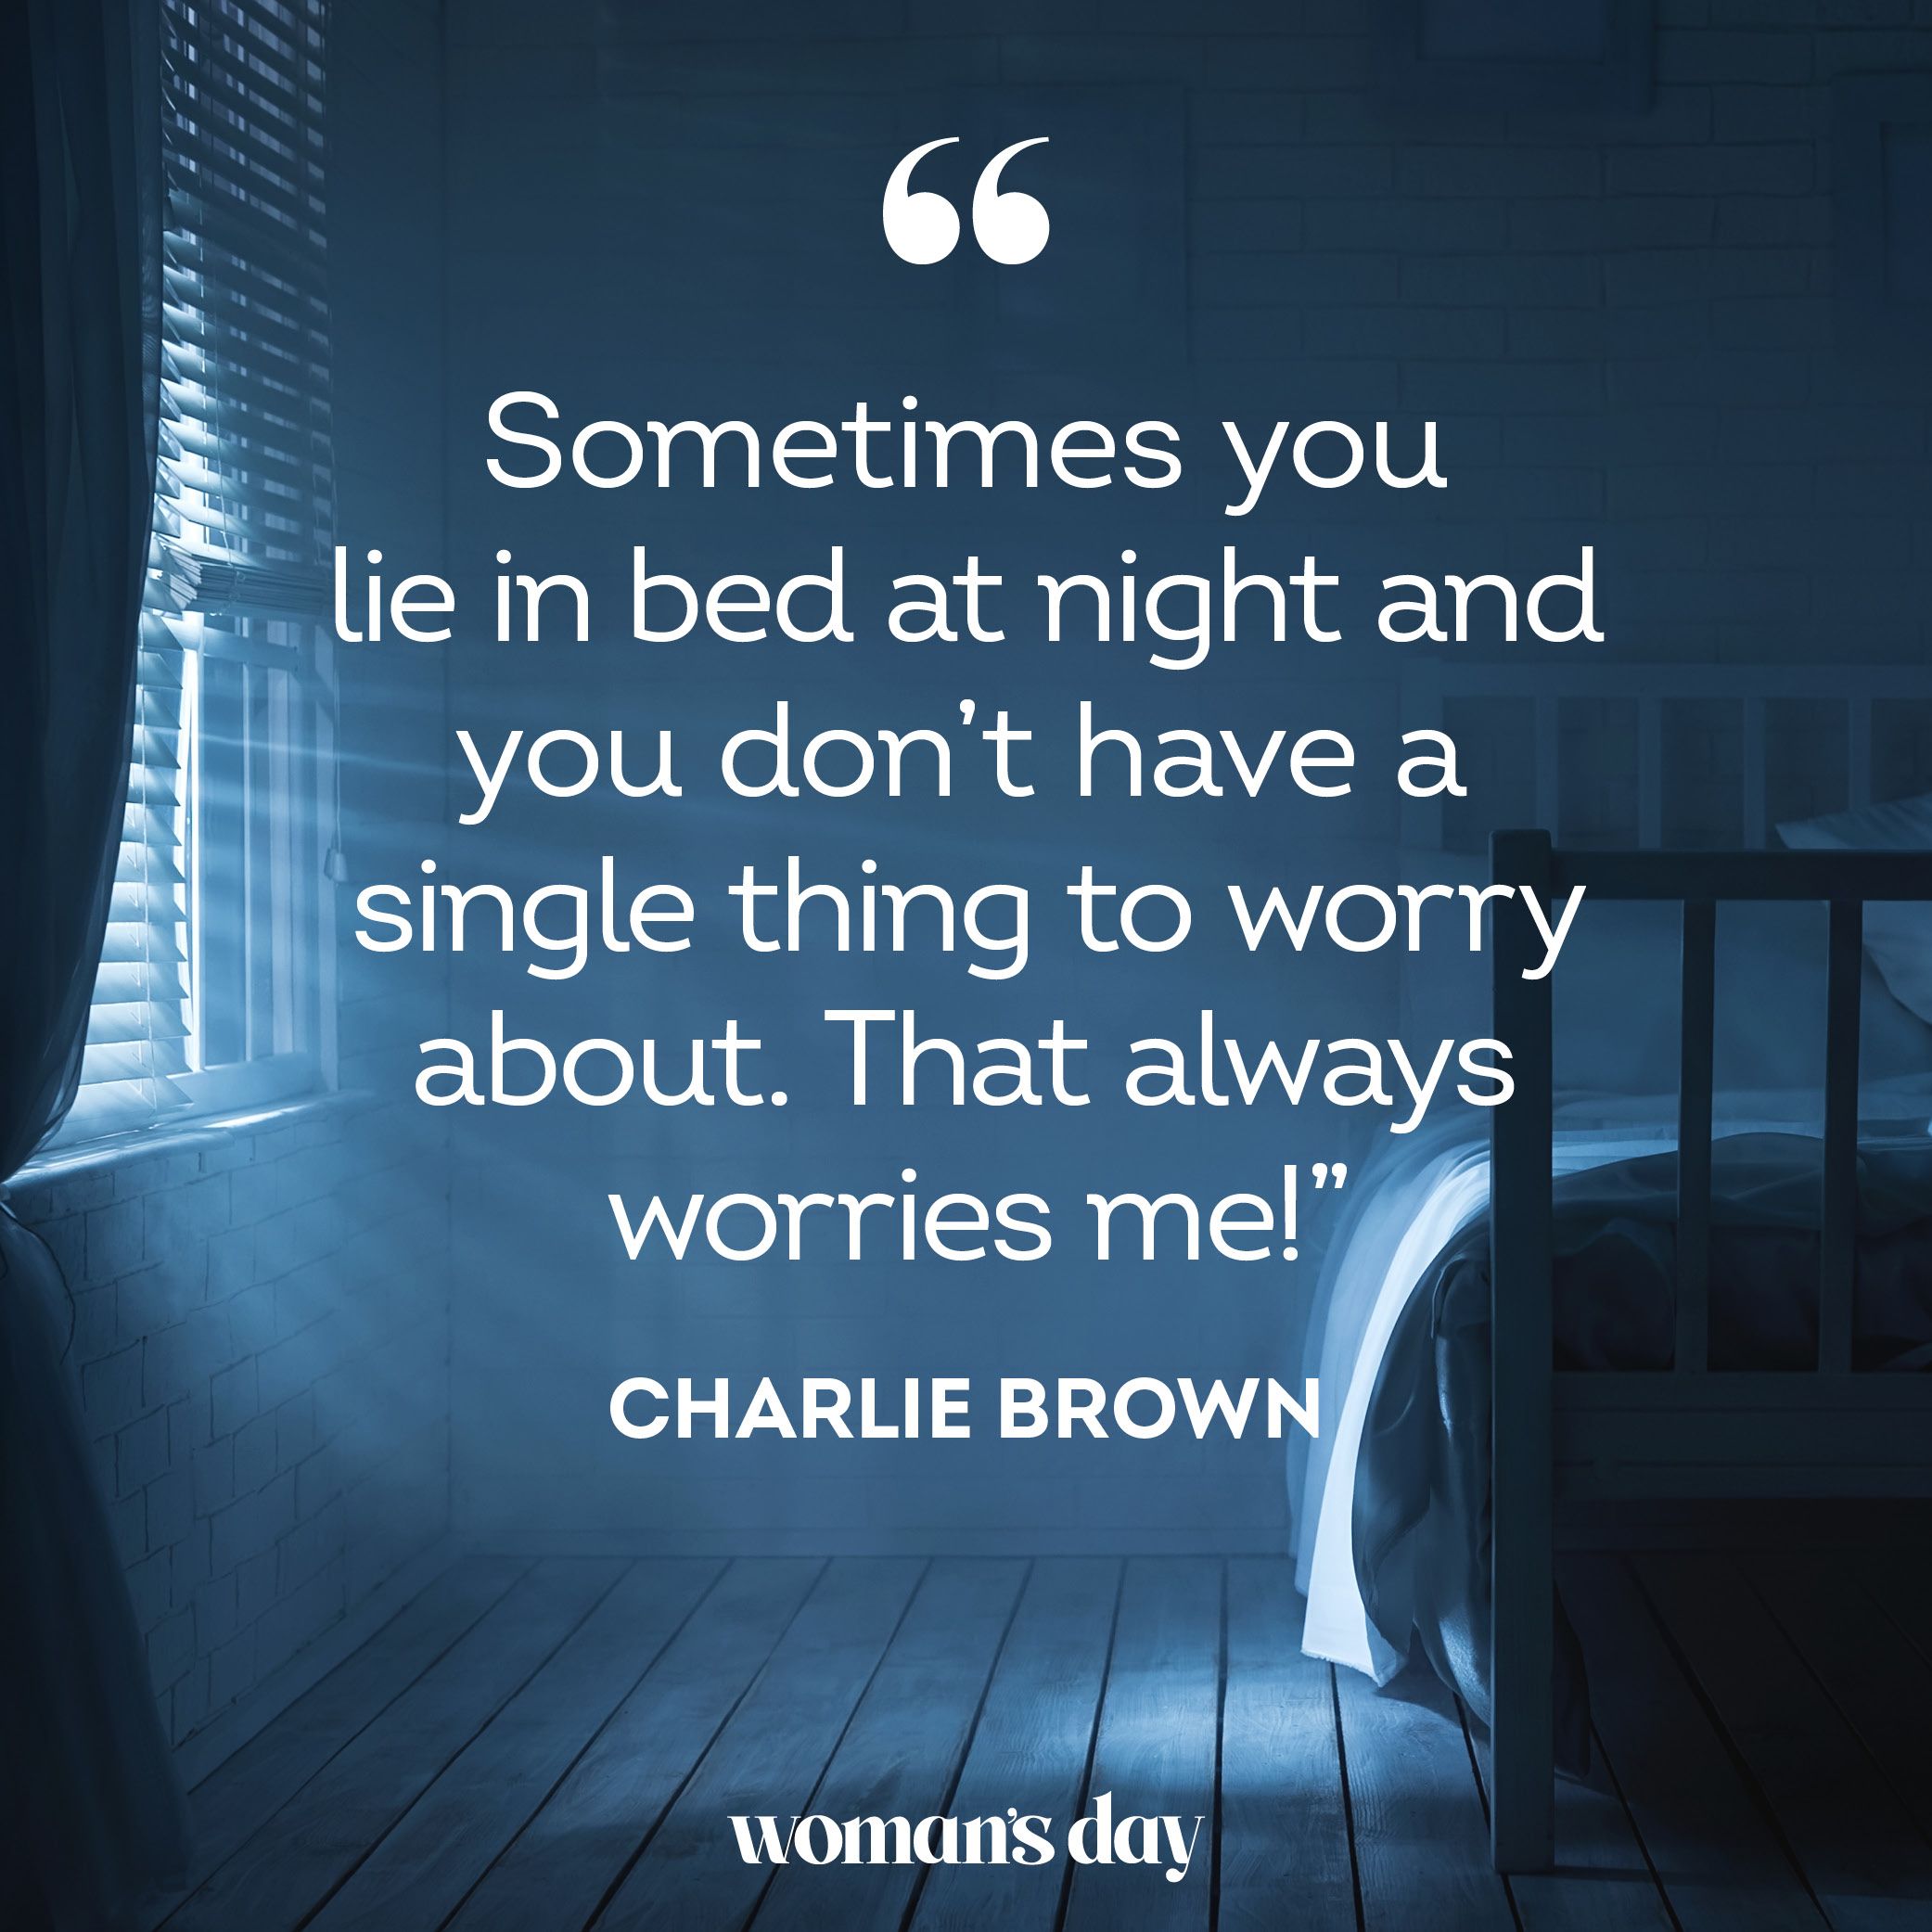 “
Sometimes you
lie in bed at night and
you don’t have a
single thing to worry
about. That always
worries me!”
CHARLIE BROWN
woman’s day